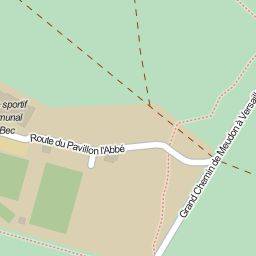 sportif
munal
Bec
Route du Pavillon l'Abbé
Grand Chemin de Meudon à Versail